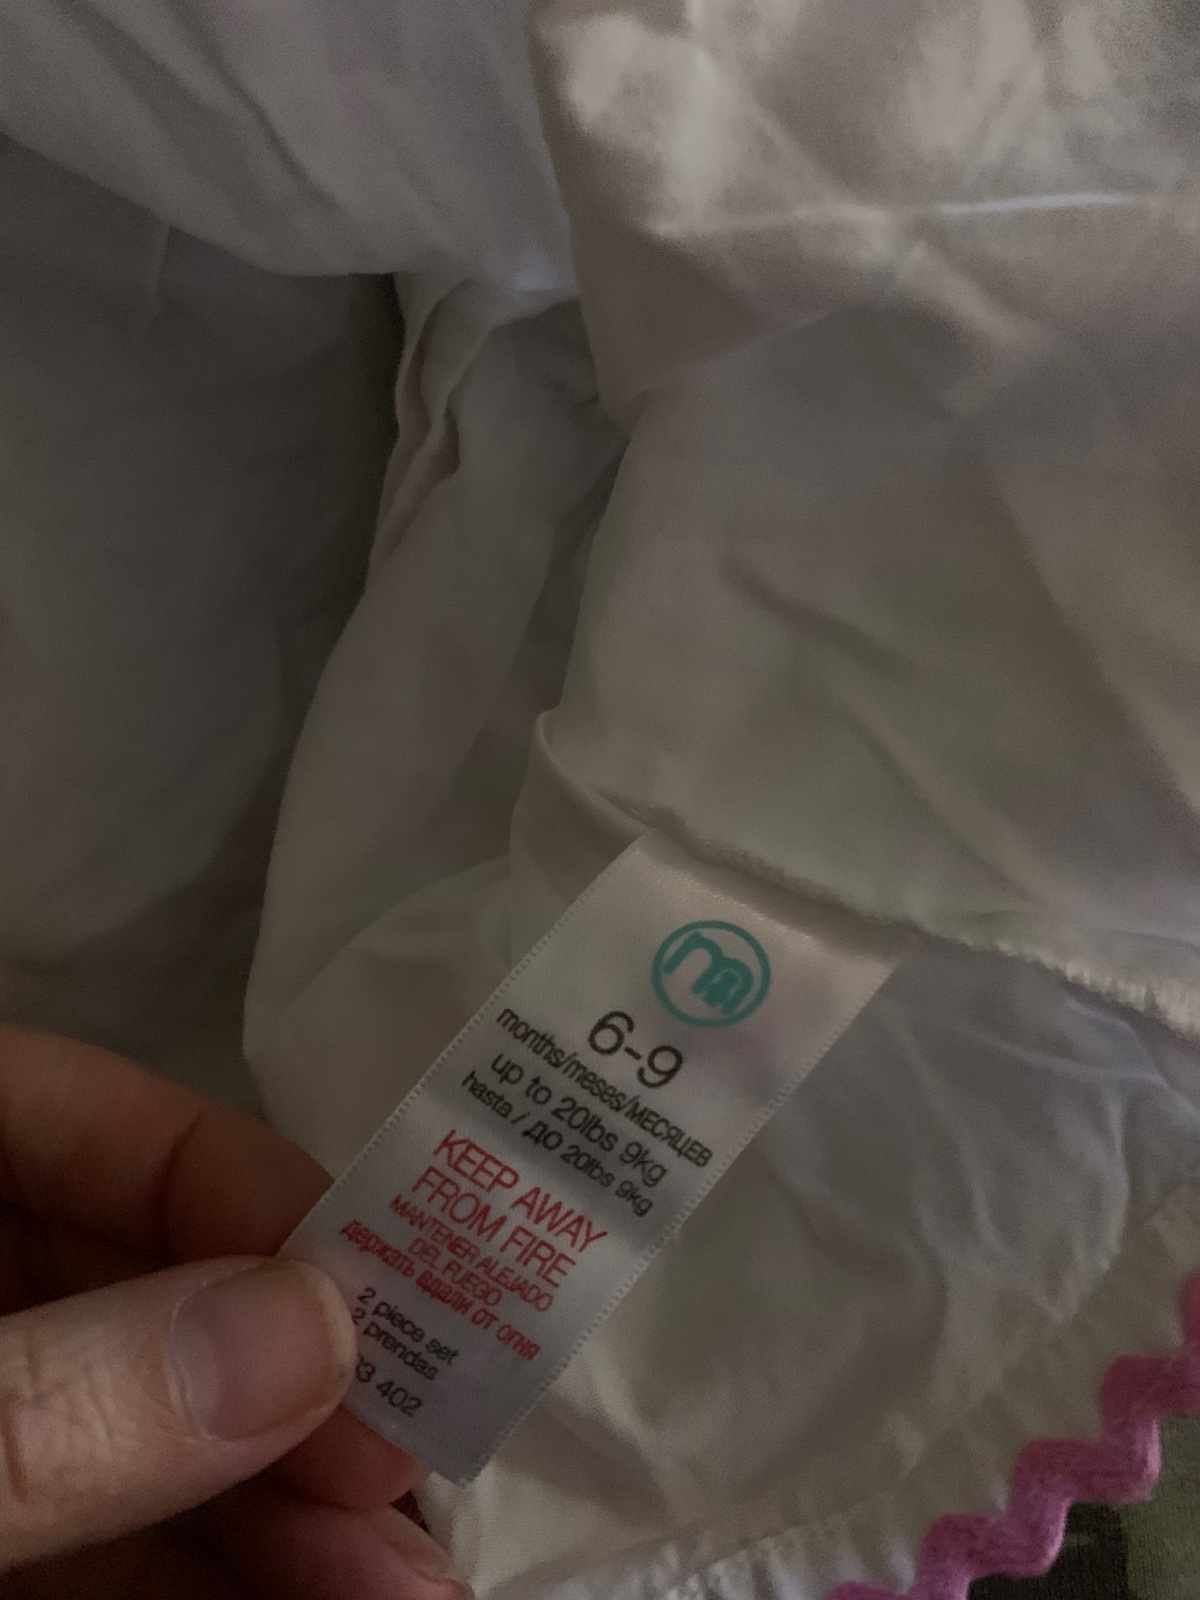 m
6-9
months/meses/МЕСЯЦЕВ
up to 20lbs 9kg
hasta / ДО 20lbs 9kg
KEEP AWAY
FROM FIRE
MANTENER ALEJADO
DEL FUEGO
держать вдали от огня
2 piece set
2 prendas
402